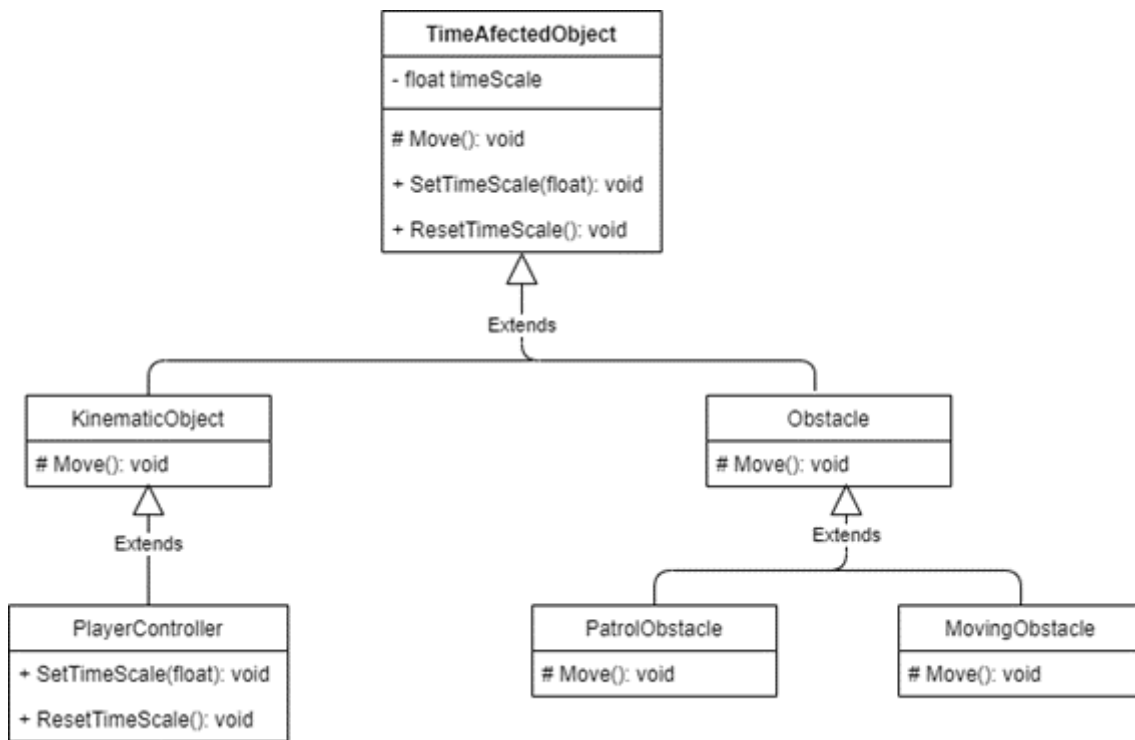 TimeAfectedObject
- float timeScale
# Move(): void
+ SetTimeScale(float): void
+ ResetTimeScale(): void
Extends
KinematicObject
# Move(): void
Obstacle
# Move(): void
Extends
Extends
PlayerController
+ SetTimeScale(float): void
+ ResetTimeScale(): void
PatrolObstacle
# Move(): void
MovingObstacle
# Move(): void